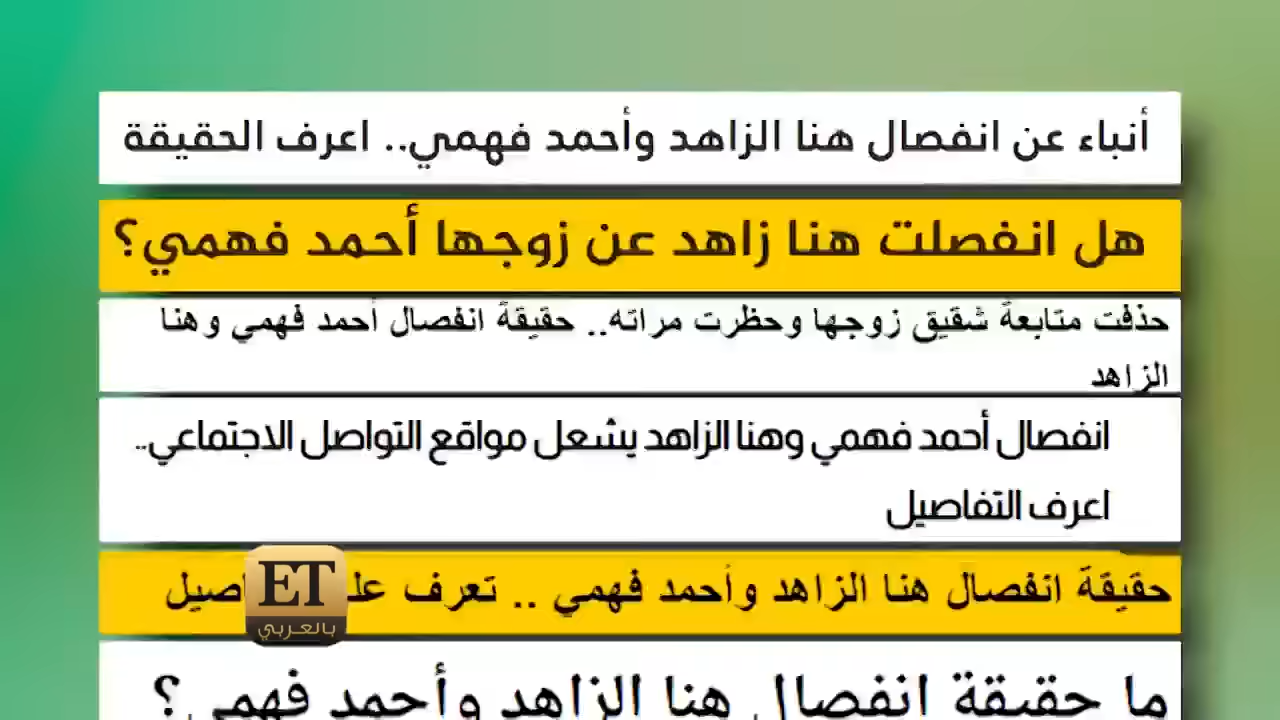 أنباء عن انفصال هنا الزاهد وأحمد فهمي.. اعرف الحقيقة
هل انفصلت هنا زاهد عن زوجها أحمد فهمي؟
حذفت متابعة شقيق زوجها وحظرت مراته.. حقيقة انفصال أحمد فهمي وهنا
الزاهد
انفصال أحمد فهمي وهنا الزاهد يشعل مواقع التواصل الاجتماعي..
اعرف التفاصيل
حقيقة انفصال هنا الزاهد وأحمد فهمي .. تعرف
ET
بالعربي
ما حقيقة انفصال هنا الزاهد وأحمد فهمي؟